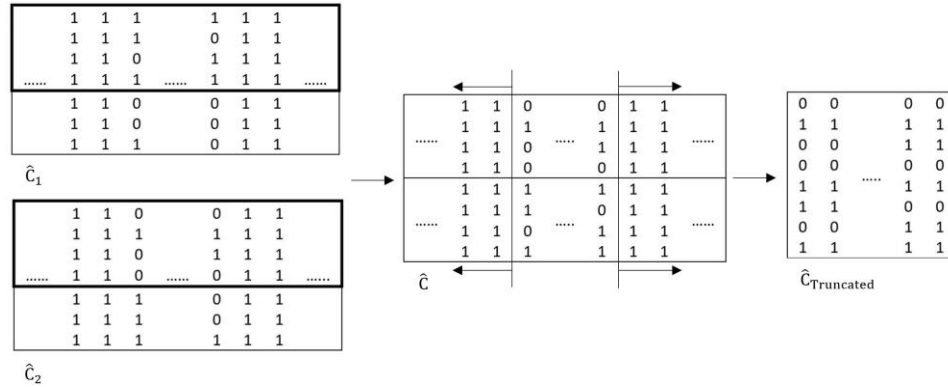 1 1 1 1 1 1
1 1 1 0 1 1
1 1 0 1 1 1
...... 1 1 1 ...... 1 1 1 ......
1 1 0 0 1 1
1 1 0 0 1 1
1 1 1 0 1 1
Ĉ₁
1 1 0 0 1 1
1 1 1 1 1 1
1 1 0 1 1 1
...... 1 1 0 ...... 0 1 1 ......
1 1 1 0 1 1
1 1 1 0 1 1
1 1 1 1 1 1
Ĉ₂
1 1 0 0 1 1
1 1 1 1 1 1
...... ..... ......
1 1 0 1 1 1
1 1 0 0 1 1
1 1 1 1 1 1
1 1 1 0 1 1
...... ..... ......
1 1 0 1 1 1
1 1 1 1 1 1
Ĉ
0 0 0 0
1 1 1 1
0 0 1 1
0 0 0 0
1 1 ..... 1 1
1 1 0 0
0 0 1 1
1 1 1 1
Ĉ_Truncated